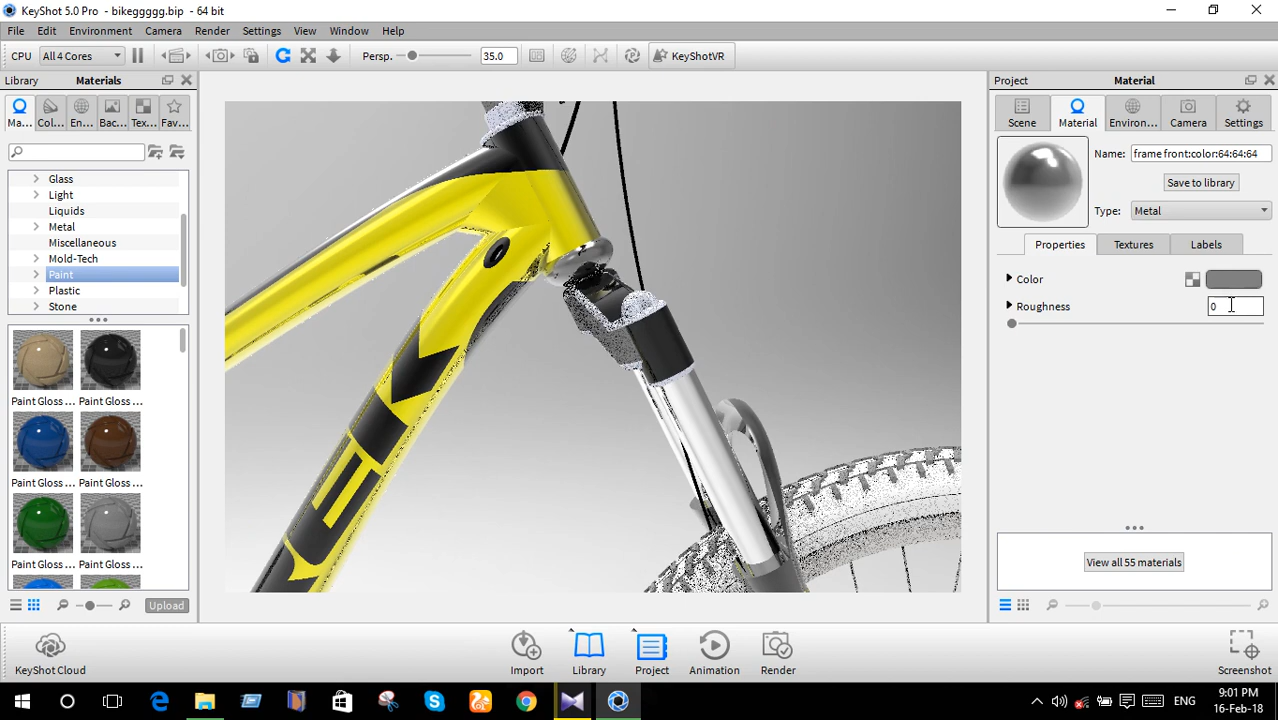 KeyShot 5.0 Pro - bikeggggg.bip - 64 bit
File Edit Environment Camera Render Settings View Window Help
CPU All 4 Cores Persp. 35.0 KeyShotVR
Library Materials
Ma... Col... En... Bac... Tex... Fav...
Glass
Light
Liquids
Metal
Miscellaneous
Mold-Tech
Paint
Plastic
Stone
Paint Gloss ... Paint Gloss ...
Paint Gloss ... Paint Gloss ...
Paint Gloss ... Paint Gloss ...
Upload
Project Material
Scene Material Environ... Camera Settings
Name: frame front:color:64:64:64
Save to library
Type: Metal
Properties Textures Labels
Color
Roughness 0
View all 55 materials
KeyShot Cloud Import Library Project Animation Render Screenshot
ENG
9:01 PM
16-Feb-18